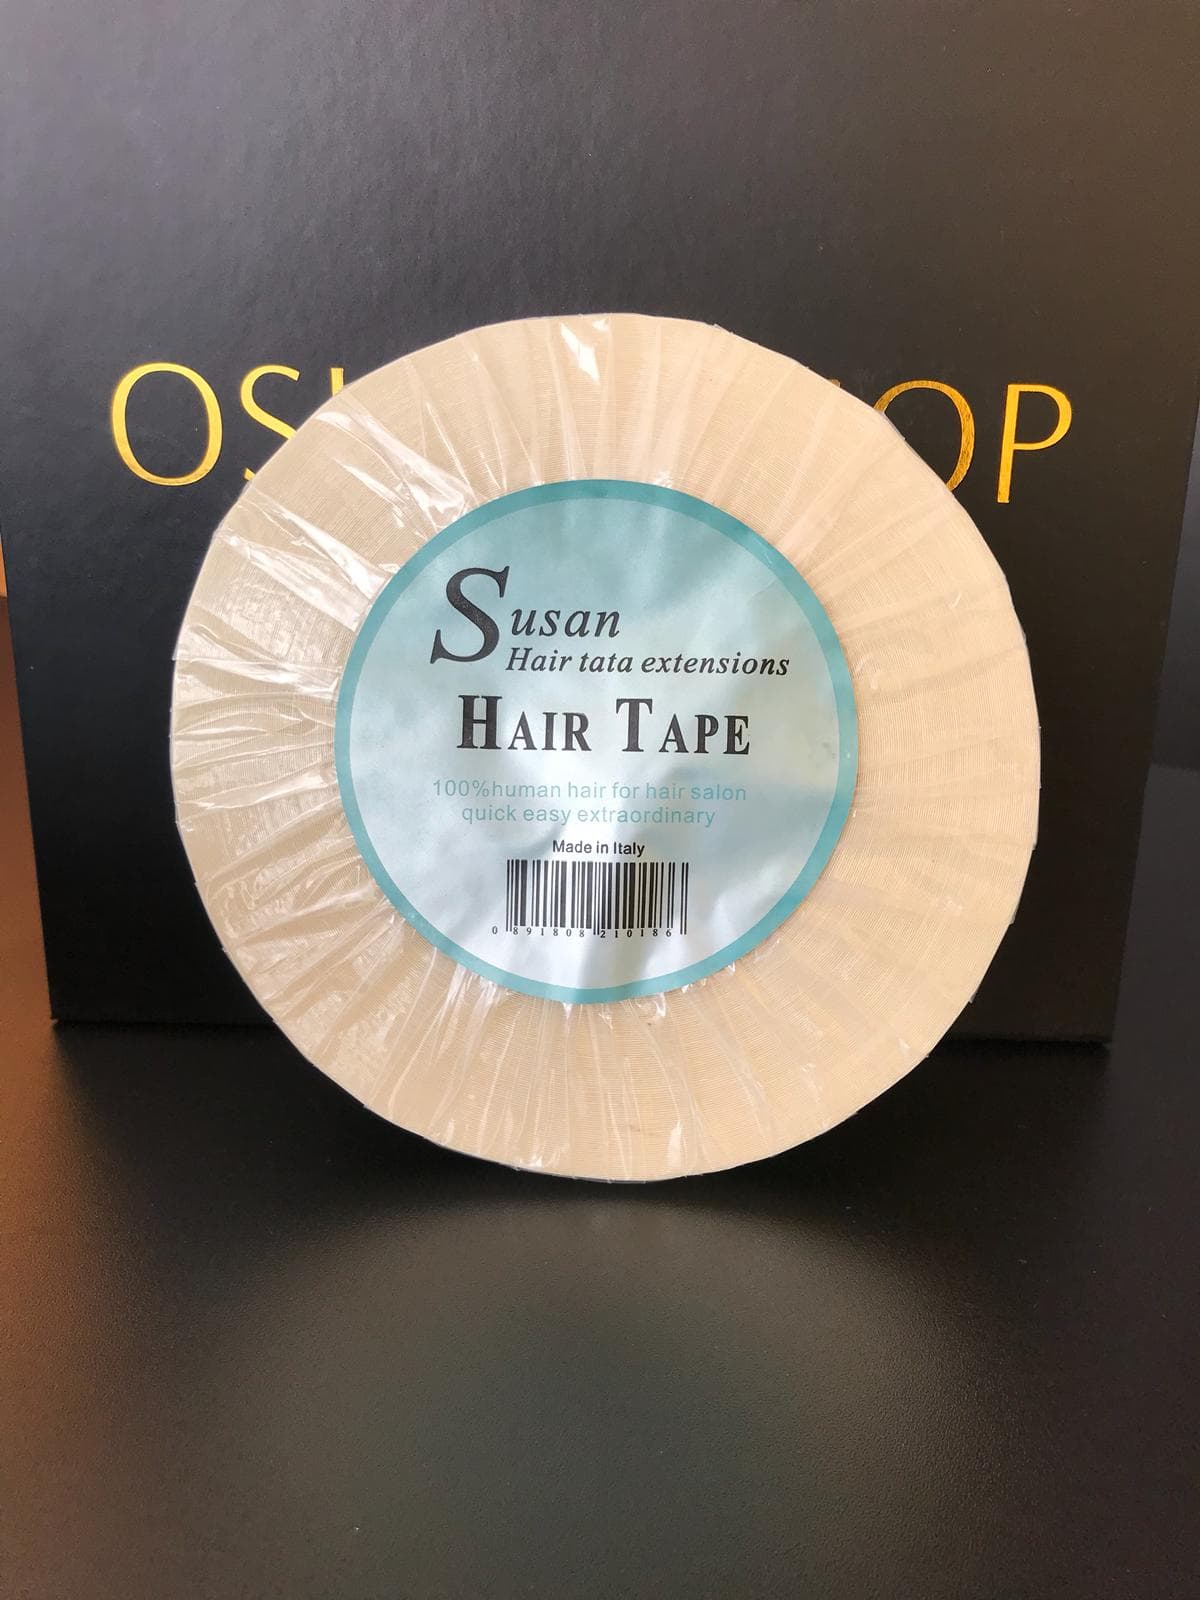 OP
Susan
Hair tata extensions
HAIR TAPE
100%human hair for hair salon
quick easy extraordinary
Made in Italy
0 891808 210186